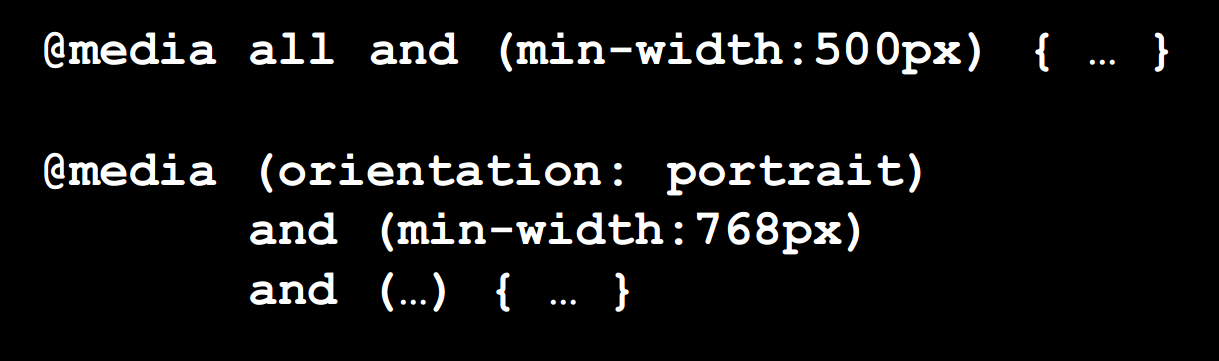 @media all and (min-width:500px) { … }
@media (orientation: portrait)
and (min-width:768px)
and (…) { … }